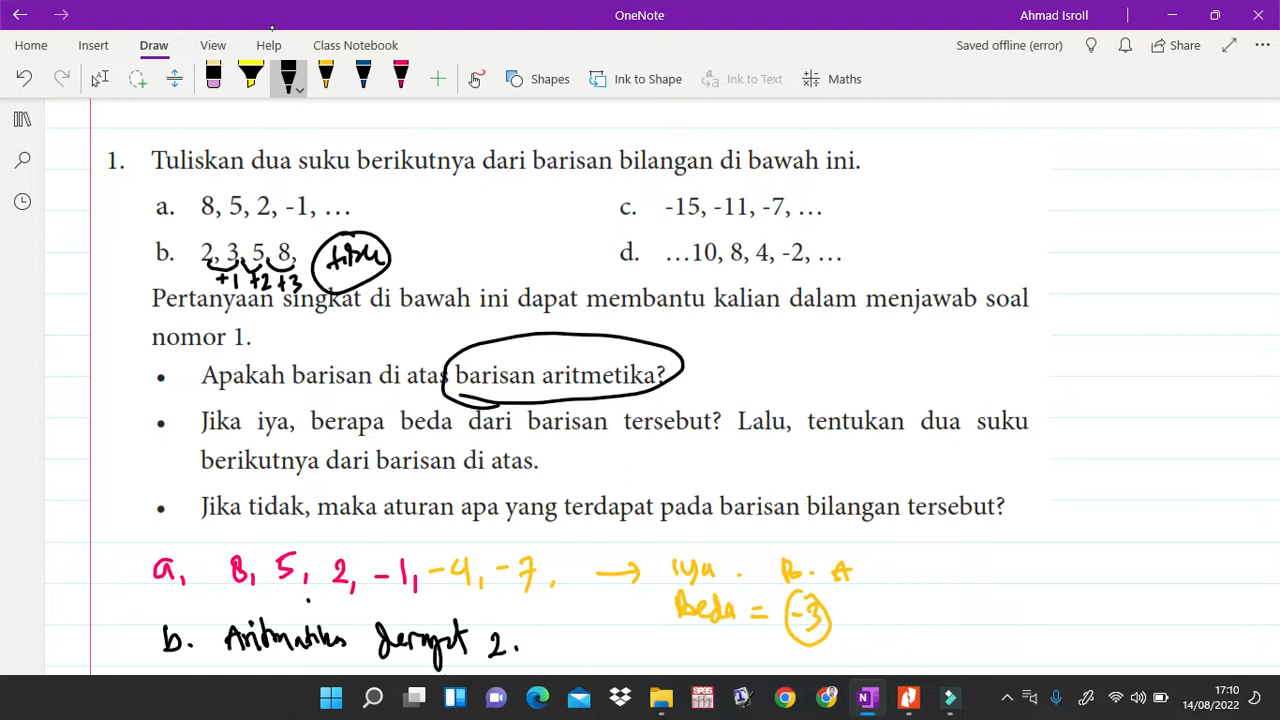 OneNote
Ahmad Isroll
Home Insert Draw View Help Class Notebook
Saved offline (error) Share
Shapes Ink to Shape Ink to Text Maths
1. Tuliskan dua suku berikutnya dari barisan bilangan di bawah ini.
a. 8, 5, 2, -1, …
c. -15, -11, -7, …
b. 2, 3, 5, 8,
+1 +2 +3
d. …10, 8, 4, -2, …
Pertanyaan singkat di bawah ini dapat membantu kalian dalam menjawab soal
nomor 1.
• Apakah barisan di atas barisan aritmetika?
• Jika iya, berapa beda dari barisan tersebut? Lalu, tentukan dua suku
berikutnya dari barisan di atas.
• Jika tidak, maka aturan apa yang terdapat pada barisan bilangan tersebut?
a, 8, 5, 2, -1, -4, -7, → Iya . B. A
Beda = -3
b. Aritmatika derajat 2.
17:10
14/08/2022